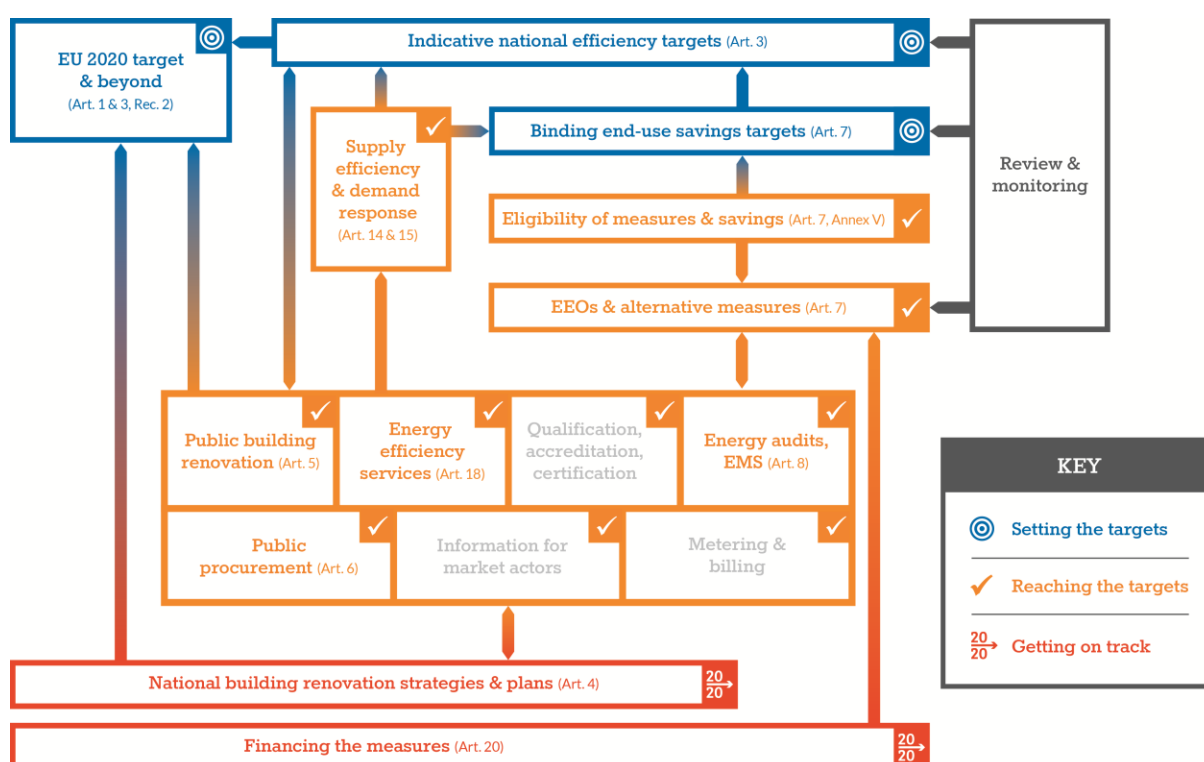 EU 2020 target
& beyond
(Art. 1 & 3, Rec. 2)
Indicative national efficiency targets (Art. 3)
Supply
efficiency
& demand
response
(Art. 14 & 15)
Binding end-use savings targets (Art. 7)
Eligibility of measures & savings (Art. 7, Annex V)
EEOs & alternative measures (Art. 7)
Review &
monitoring
Public building
renovation (Art. 5)
Energy
efficiency
services (Art. 18)
Qualification,
accreditation,
certification
Energy audits,
EMS (Art. 8)
Public
procurement (Art. 6)
Information for
market actors
Metering &
billing
National building renovation strategies & plans (Art. 4)
20
20
Financing the measures (Art. 20)
20
20
KEY
Setting the targets
Reaching the targets
20
20
Getting on track